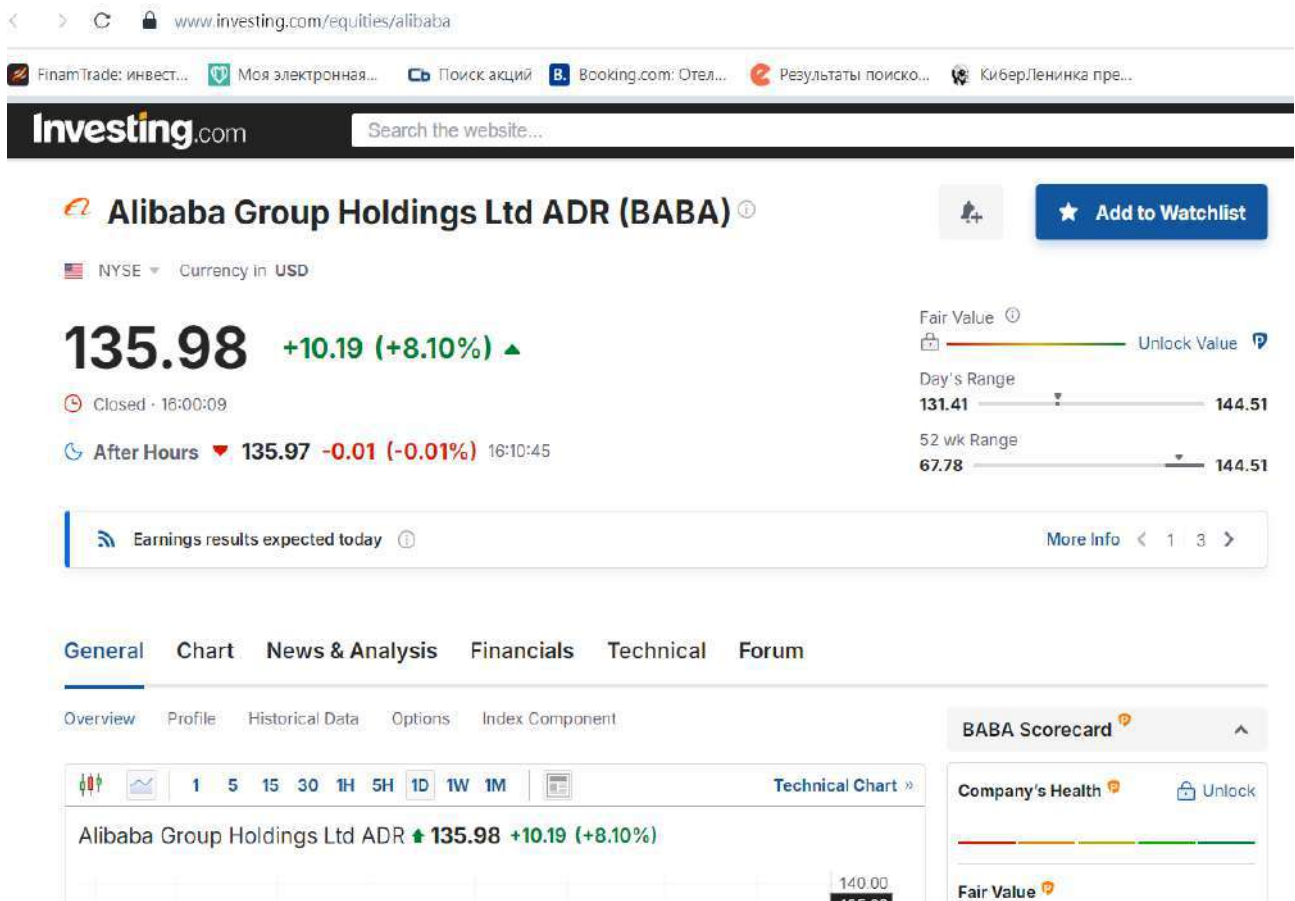 www.investing.com/equities/alibaba
FinamTrade: инвест... Моя электронная... Поиск акций B. Booking.com: Отел... Результаты поиско... КиберЛенинка пре...
Investing.com Search the website...
Alibaba Group Holdings Ltd ADR (BABA) Add to Watchlist
NYSE Currency in USD
135.98 +10.19 (+8.10%)
Fair Value
Unlock Value
Day's Range
131.41 144.51
Closed · 16:00:09
After Hours 135.97 -0.01 (-0.01%) 16:10:45
52 wk Range
67.78 144.51
Earnings results expected today More Info 1 3
General Chart News & Analysis Financials Technical Forum
Overview Profile Historical Data Options Index Component
BABA Scorecard
1 5 15 30 1H 5H 1D 1W 1M Technical Chart »
Company's Health Unlock
Alibaba Group Holdings Ltd ADR 135.98 +10.19 (+8.10%)
140.00
Fair Value